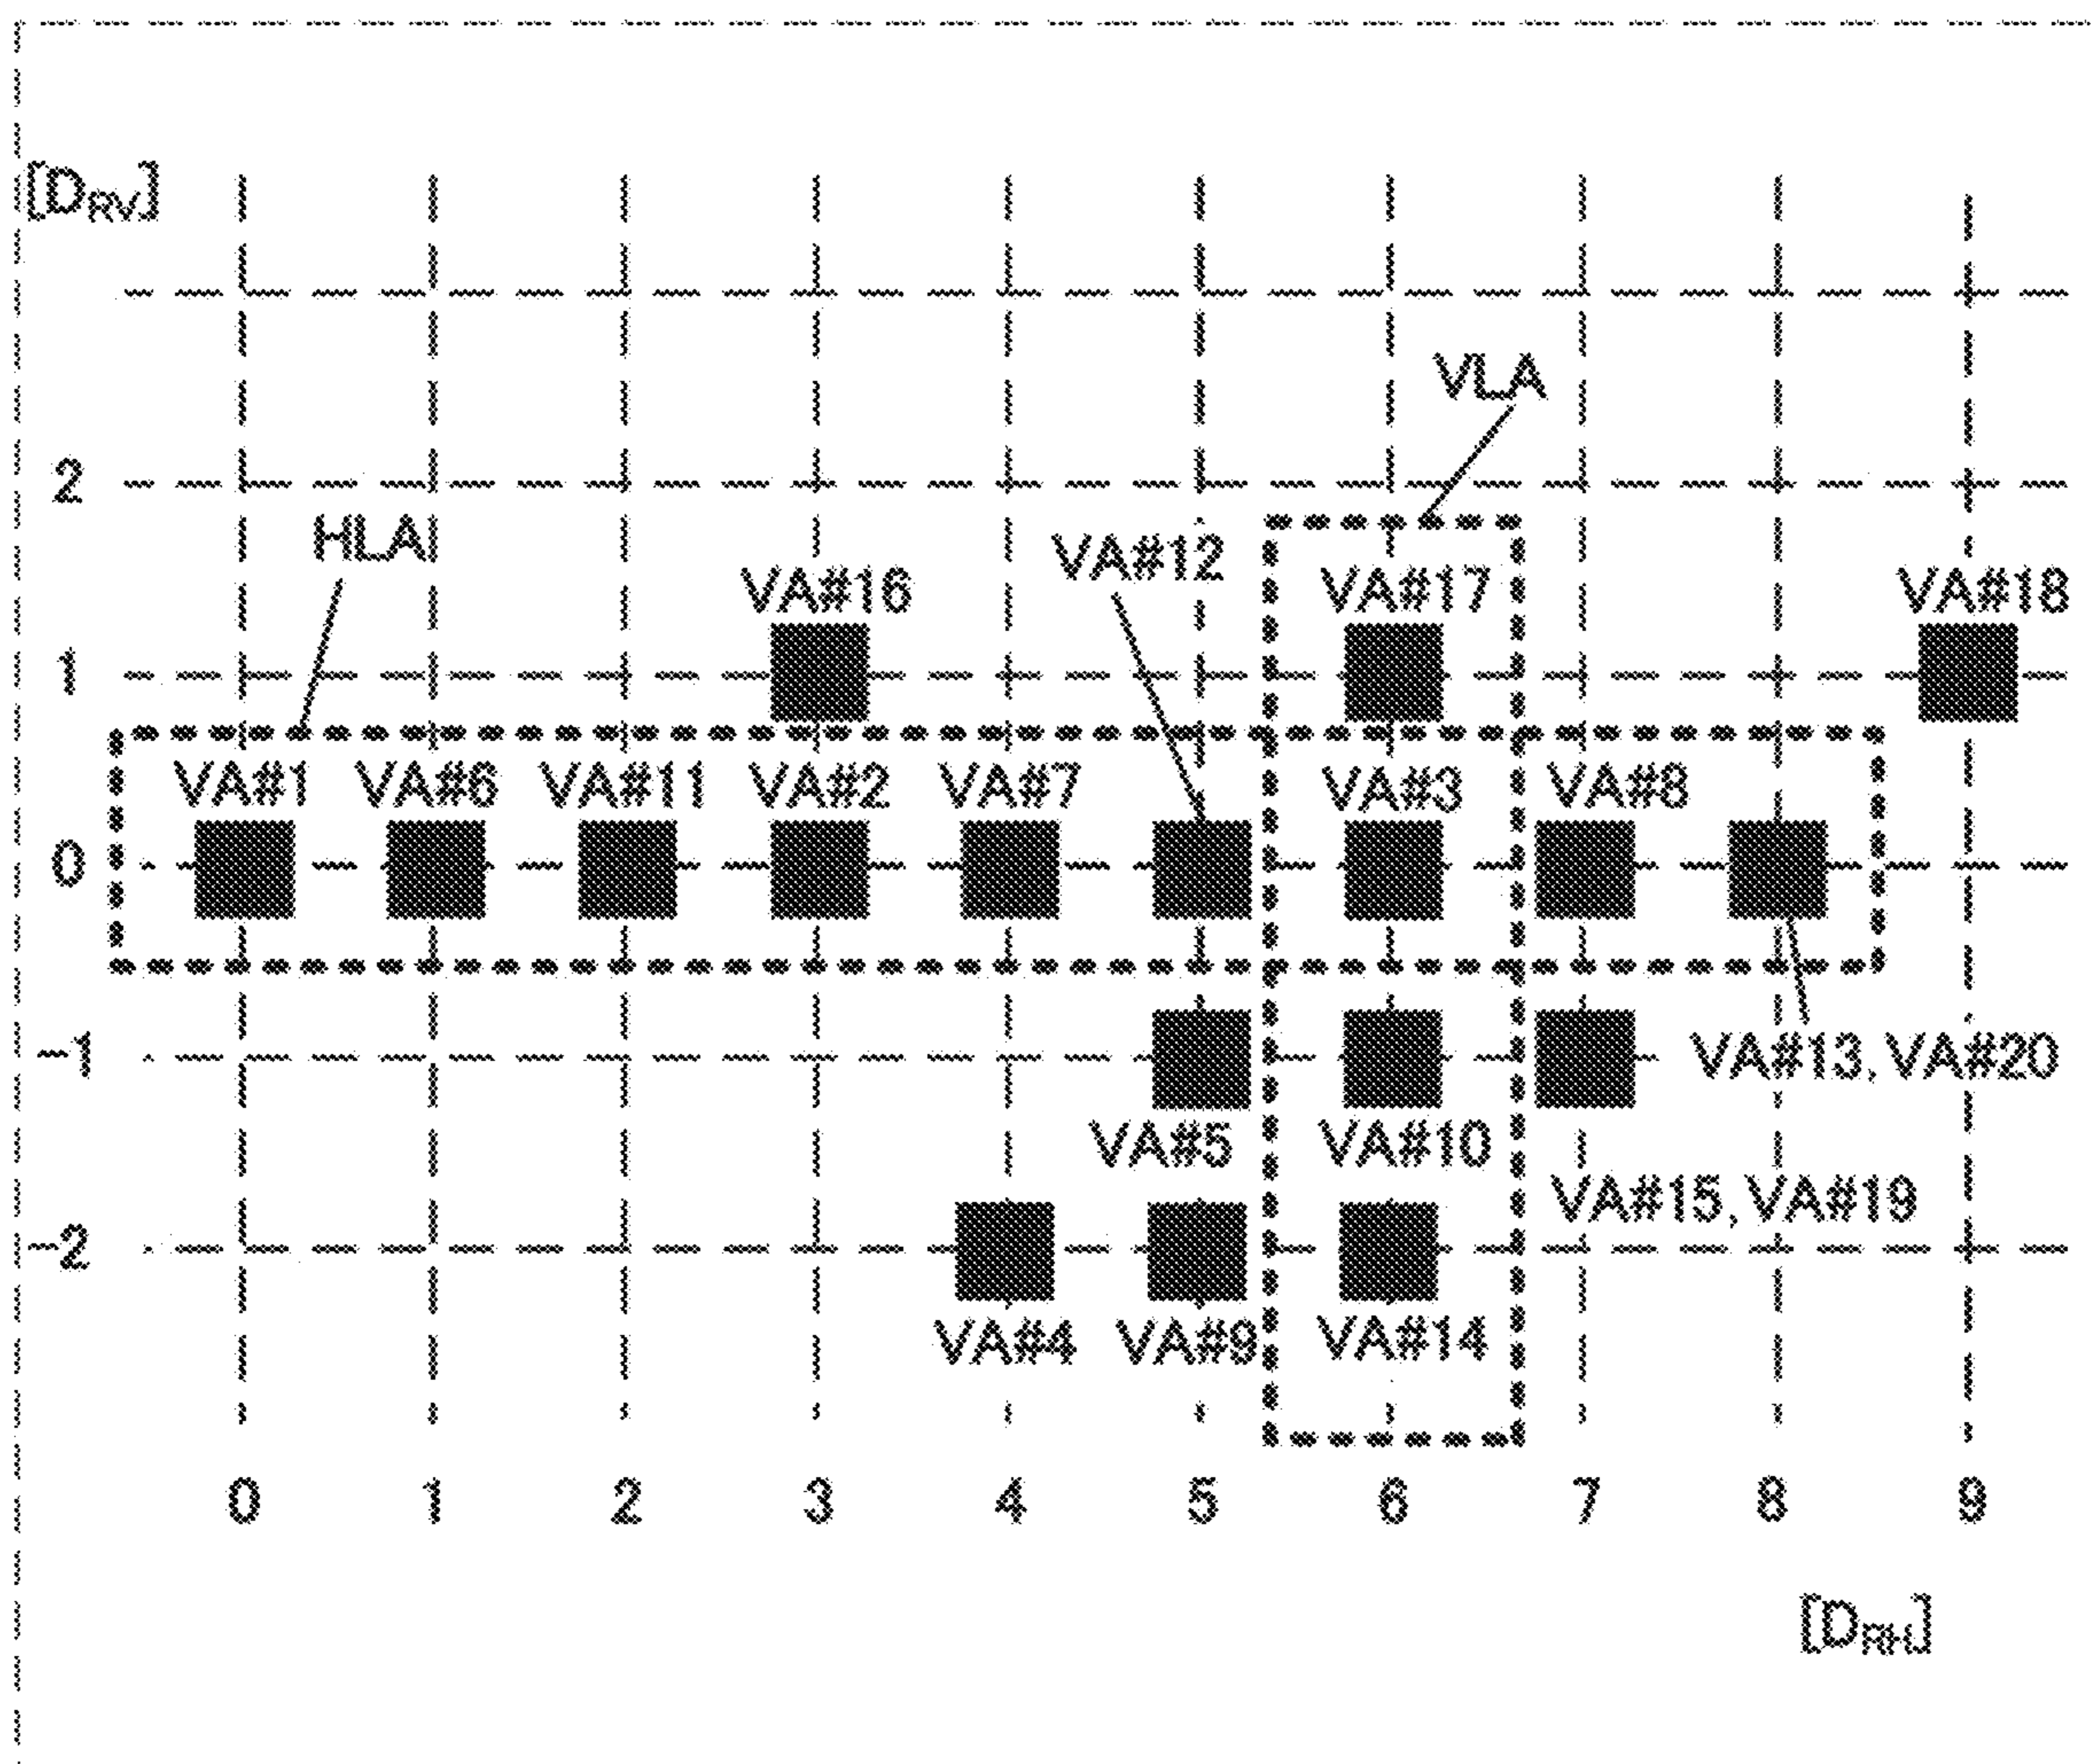 [D_RV]
VLA
2
HLA
VA#12
VA#16
VA#17
VA#18
1
VA#1 VA#6 VA#11 VA#2 VA#7 VA#3 VA#8
0
-1
VA#13, VA#20
VA#5 VA#10
VA#15, VA#19
-2
VA#4 VA#9 VA#14
0 1 2 3 4 5 6 7 8 9
[D_RH]